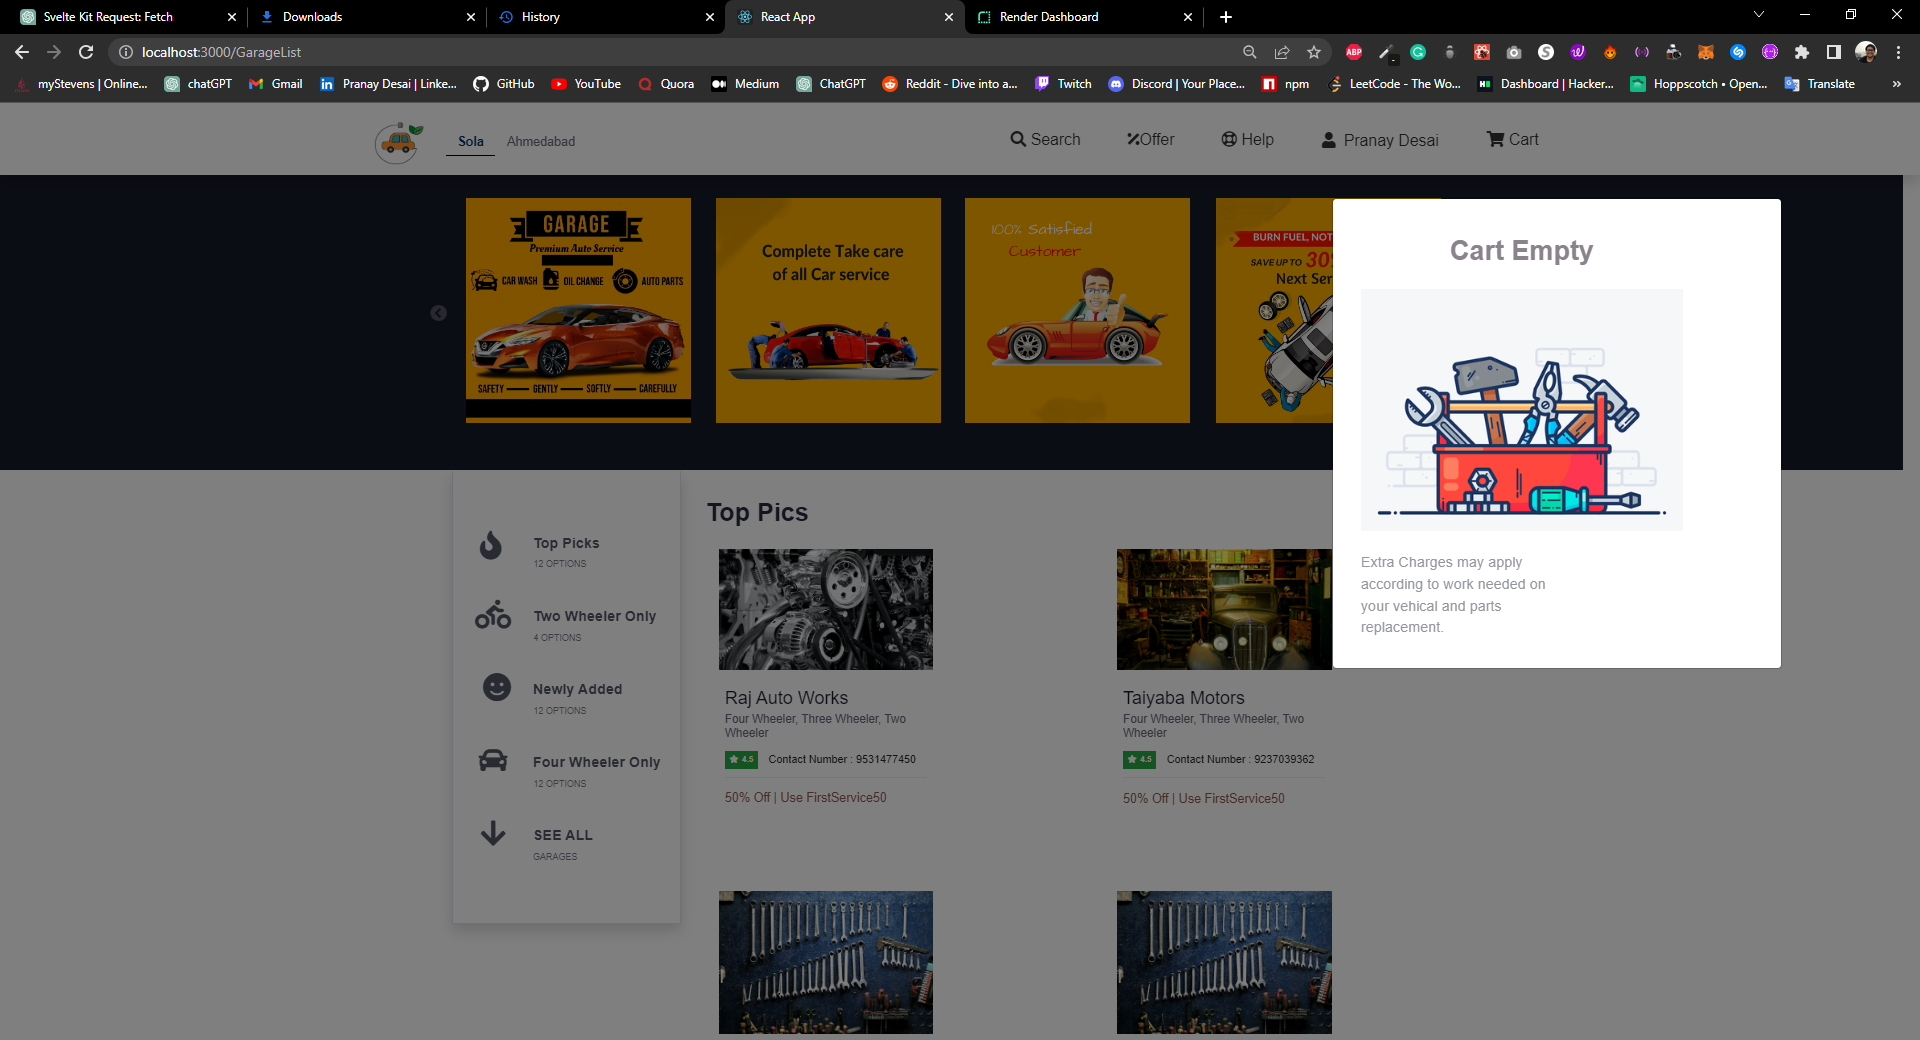 Svelte Kit Request: Fetch
Downloads
History
React App
Render Dashboard
localhost:3000/GarageList
myStevens | Online...
chatGPT
Gmail
Pranay Desai | Linke...
GitHub
YouTube
Quora
Medium
ChatGPT
Reddit - Dive into a...
Twitch
Discord | Your Place...
npm
LeetCode - The Wo...
Dashboard | Hacker...
Hoppscotch • Open...
Translate
»
Sola
Ahmedabad
Search
Offer
Help
Pranay Desai
Cart
GARAGE
Premium Auto Service
CAR WASH
OIL CHANGE
AUTO PARTS
SAFETY — GENTLY — SOFTLY — CAREFULLY
Complete Take care
of all Car service
100% Satisfied
Customer
BURN FUEL, NOT
SAVE UP TO 30
Next Ser
Cart Empty
Extra Charges may apply
according to work needed on
your vehical and parts
replacement.
Top Picks
12 OPTIONS
Two Wheeler Only
4 OPTIONS
Newly Added
12 OPTIONS
Four Wheeler Only
12 OPTIONS
SEE ALL
GARAGES
Top Pics
Raj Auto Works
Four Wheeler, Three Wheeler, Two
Wheeler
4.5
Contact Number : 9531477450
50% Off | Use FirstService50
Taiyaba Motors
Four Wheeler, Three Wheeler, Two
Wheeler
4.5
Contact Number : 9237039362
50% Off | Use FirstService50